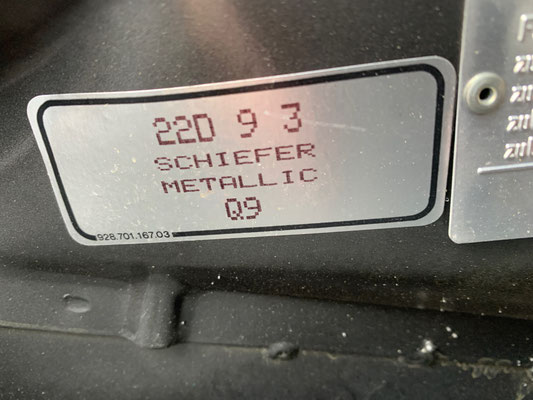 22D 9 3
SCHIEFER
METALLIC
Q9
928.701.167.03